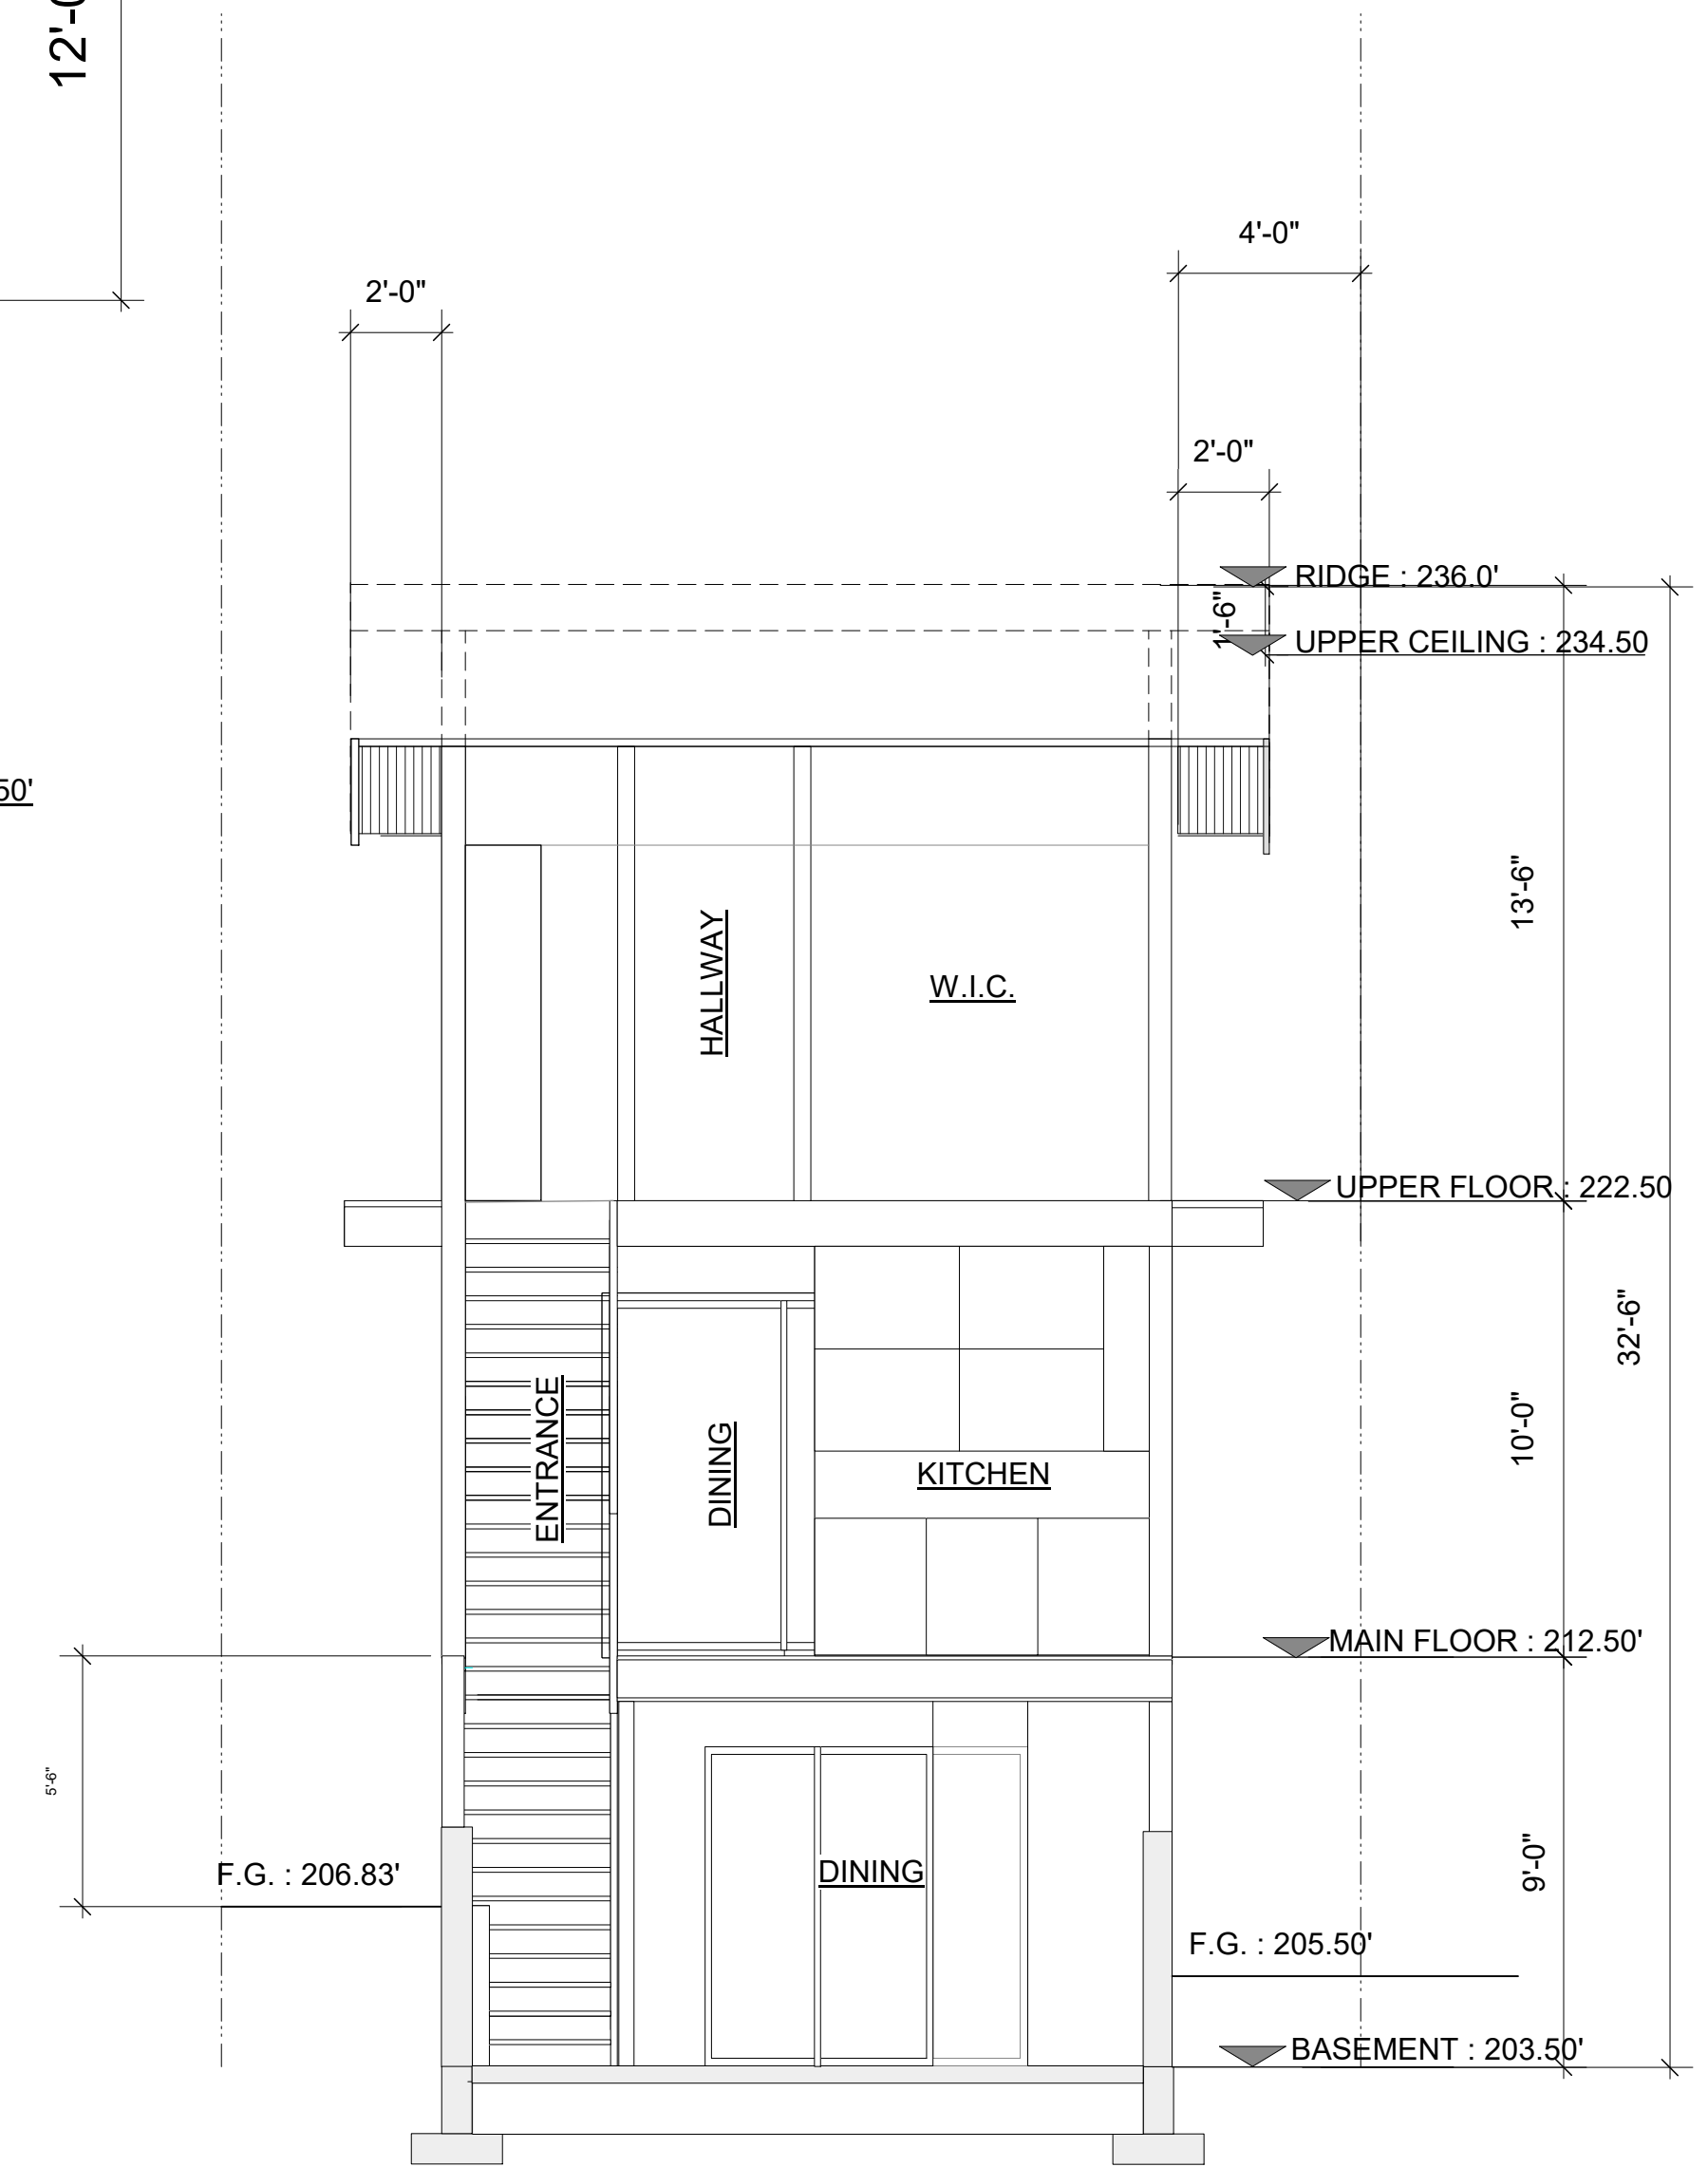 12'-0
4'-0"
2'-0"
2'-0"
RIDGE : 236.0'
1'-6"
UPPER CEILING : 234.50
50'
13'-6"
HALLWAY
W.I.C.
UPPER FLOOR : 222.50
32'-6"
10'-0"
ENTRANCE
DINING
KITCHEN
MAIN FLOOR : 212.50'
5'-6"
9'-0"
F.G. : 206.83'
DINING
F.G. : 205.50'
BASEMENT : 203.50'